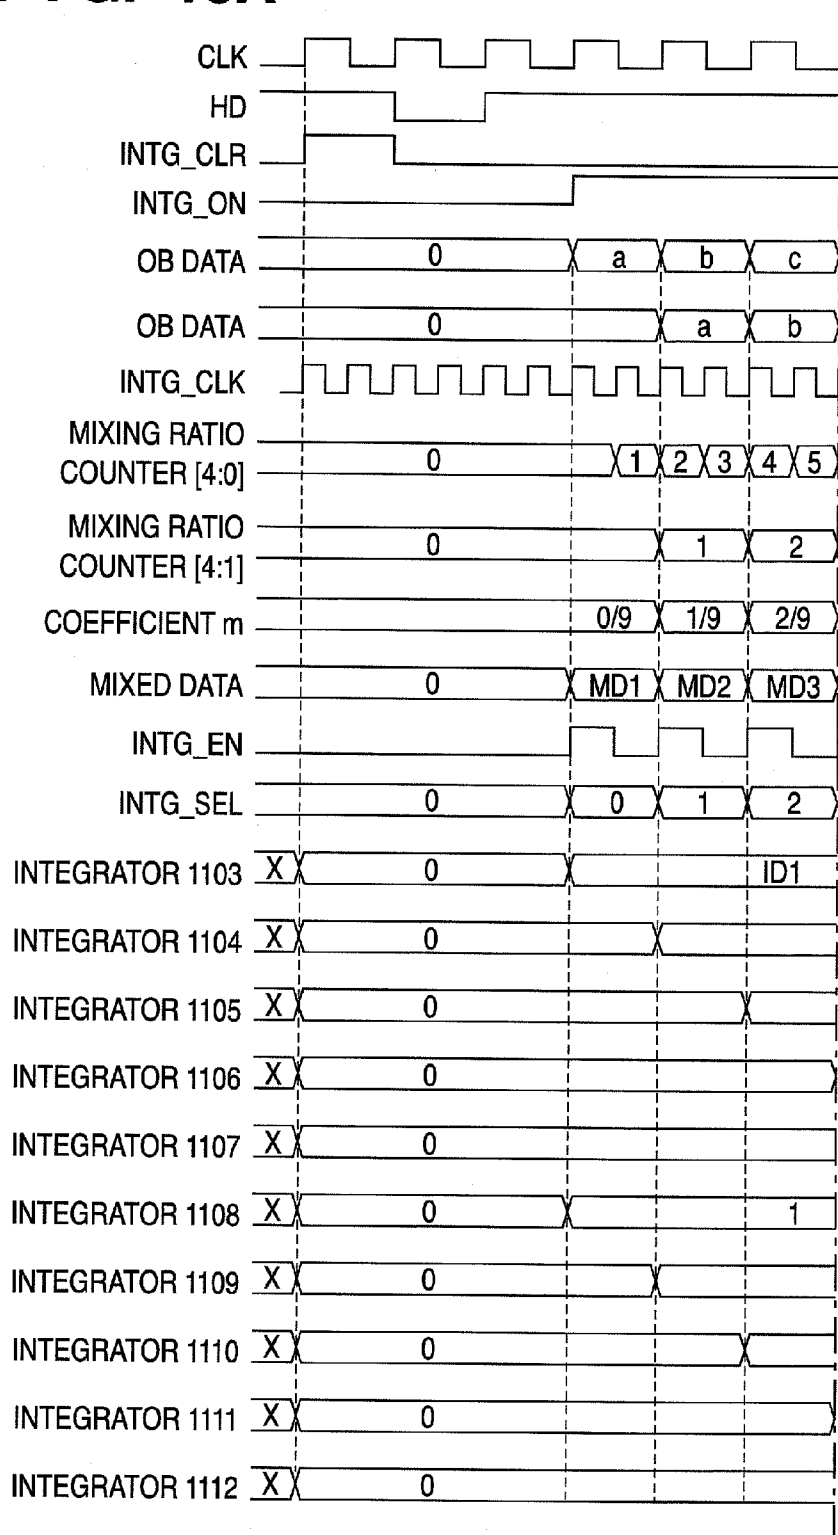 CLK
HD
INTG_CLR
INTG_ON
OB DATA 0 a b c
OB DATA 0 a b
INTG_CLK
MIXING RATIO
COUNTER [4:0] 0 1 2 3 4 5
MIXING RATIO
COUNTER [4:1] 0 1 2
COEFFICIENT m 0/9 1/9 2/9
MIXED DATA 0 MD1 MD2 MD3
INTG_EN
INTG_SEL 0 0 1 2
INTEGRATOR 1103 X 0 ID1
INTEGRATOR 1104 X 0
INTEGRATOR 1105 X 0
INTEGRATOR 1106 X 0
INTEGRATOR 1107 X 0
INTEGRATOR 1108 X 0 1
INTEGRATOR 1109 X 0
INTEGRATOR 1110 X 0
INTEGRATOR 1111 X 0
INTEGRATOR 1112 X 0